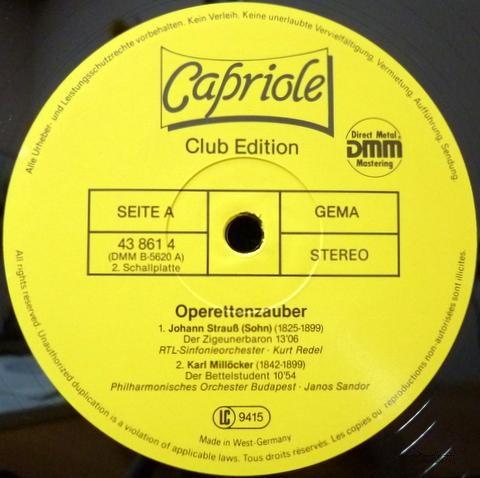 Alle Urheber- und Leistungsschutzrechte vorbehalten. Kein Verleih. Keine unerlaubte Vervielfältigung, Vermietung, Aufführung, Sendung.
Capriole
Club Edition
Direct Metal
DMM
Mastering
SEITE A
GEMA
43 861 4
(DMM B-5620 A)
2. Schallplatte
STEREO
Operettenzauber
1. Johann Strauß (Sohn) (1825-1899)
Der Zigeunerbaron 13'06
RTL-Sinfonieorchester · Kurt Redel
2. Karl Millöcker (1842-1899)
Der Bettelstudent 10'54
Philharmonisches Orchester Budapest · Janos Sandor
LC 9415
Made in West-Germany
All rights reserved. Unauthorized duplication is a violation of applicable laws. Tous droits réservés. Les copies ou reproductions non-autorisées sont illicites.